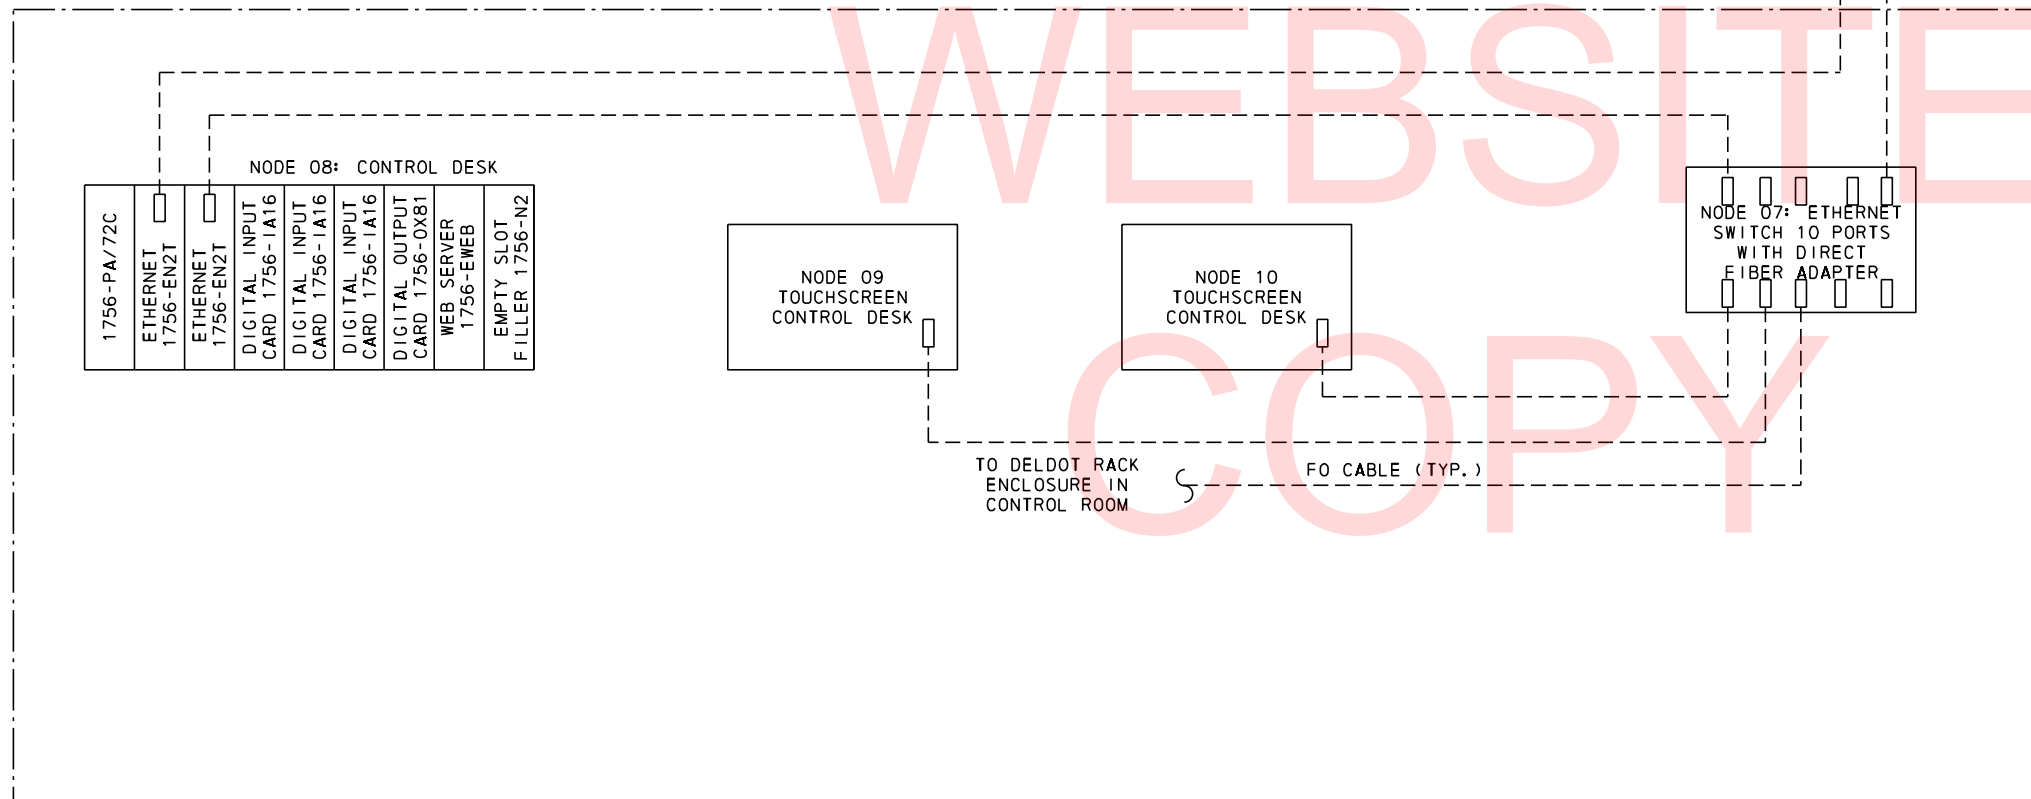 WEBSITE
COPY
NODE 08: CONTROL DESK
1756-PA/72C
ETHERNET
1756-EN2T
ETHERNET
1756-EN2T
DIGITAL INPUT
CARD 1756-IA16
DIGITAL INPUT
CARD 1756-IA16
DIGITAL INPUT
CARD 1756-IA16
DIGITAL OUTPUT
CARD 1756-OX81
WEB SERVER
1756-EWEB
EMPTY SLOT
FILLER 1756-N2
NODE 09
TOUCHSCREEN
CONTROL DESK
NODE 10
TOUCHSCREEN
CONTROL DESK
NODE 07: ETHERNET
SWITCH 10 PORTS
WITH DIRECT
FIBER ADAPTER
TO DELDOT RACK
ENCLOSURE IN
CONTROL ROOM
FO CABLE (TYP.)